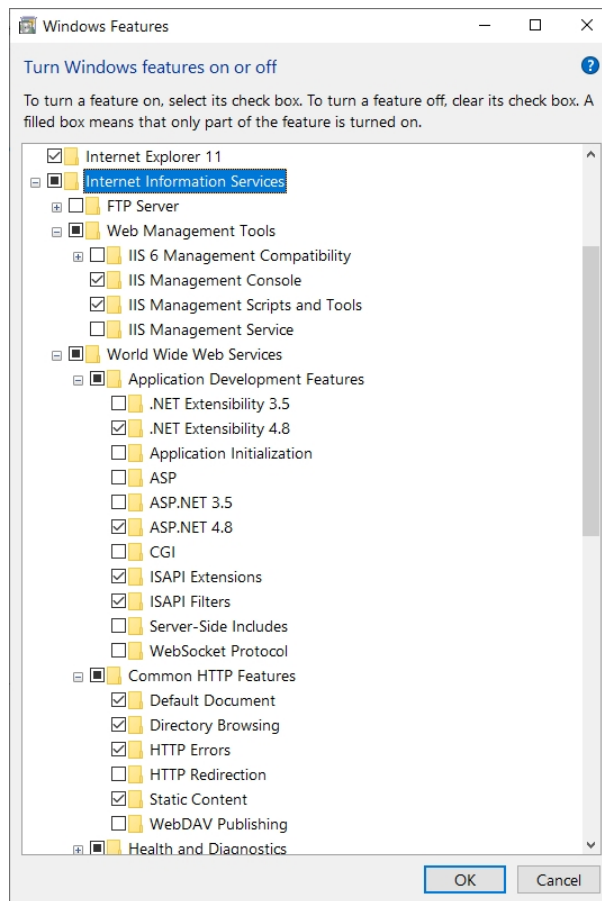 Windows Features
Turn Windows features on or off
?
To turn a feature on, select its check box. To turn a feature off, clear its check box. A
filled box means that only part of the feature is turned on.
Internet Explorer 11
Internet Information Services
FTP Server
Web Management Tools
IIS 6 Management Compatibility
IIS Management Console
IIS Management Scripts and Tools
IIS Management Service
World Wide Web Services
Application Development Features
.NET Extensibility 3.5
.NET Extensibility 4.8
Application Initialization
ASP
ASP.NET 3.5
ASP.NET 4.8
CGI
ISAPI Extensions
ISAPI Filters
Server-Side Includes
WebSocket Protocol
Common HTTP Features
Default Document
Directory Browsing
HTTP Errors
HTTP Redirection
Static Content
WebDAV Publishing
Health and Diagnostics
OK Cancel